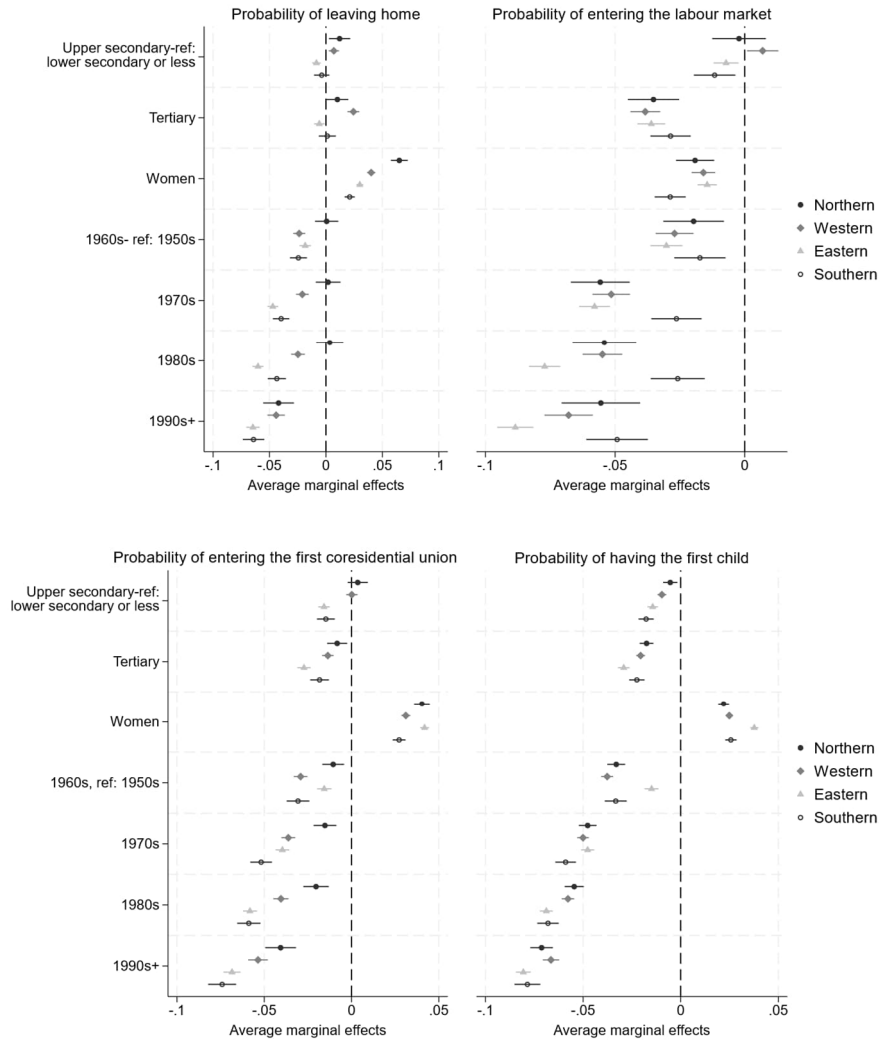 Probability of leaving home
Probability of entering the labour market
Upper secondary-ref:
lower secondary or less
Tertiary
Women
1960s- ref: 1950s
1970s
1980s
1990s+
Northern
Western
Eastern
Southern
-.1 -.05 0 .05 .1
-.1 -.05 0
Average marginal effects
Average marginal effects
Probability of entering the first coresidential union
Probability of having the first child
Upper secondary-ref:
lower secondary or less
Tertiary
Women
1960s, ref: 1950s
1970s
1980s
1990s+
Northern
Western
Eastern
Southern
-.1 -.05 0 .05
-.1 -.05 0 .05
Average marginal effects
Average marginal effects